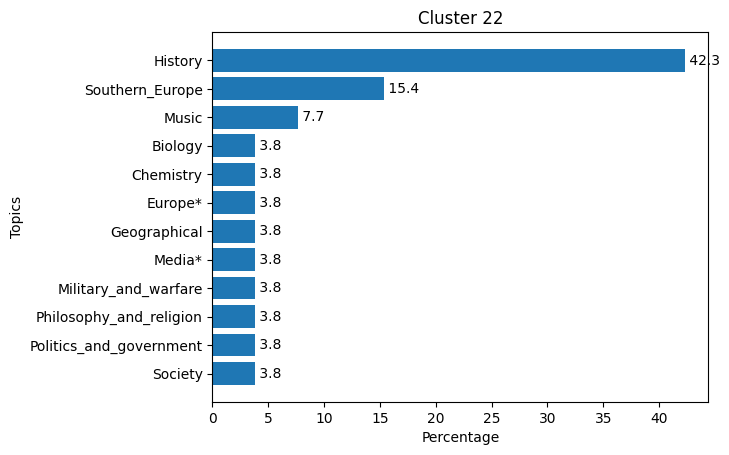 Cluster 22
Topics
History 42.3
Southern_Europe 15.4
Music 7.7
Biology 3.8
Chemistry 3.8
Europe* 3.8
Geographical 3.8
Media* 3.8
Military_and_warfare 3.8
Philosophy_and_religion 3.8
Politics_and_government 3.8
Society 3.8
0 5 10 15 20 25 30 35 40
Percentage